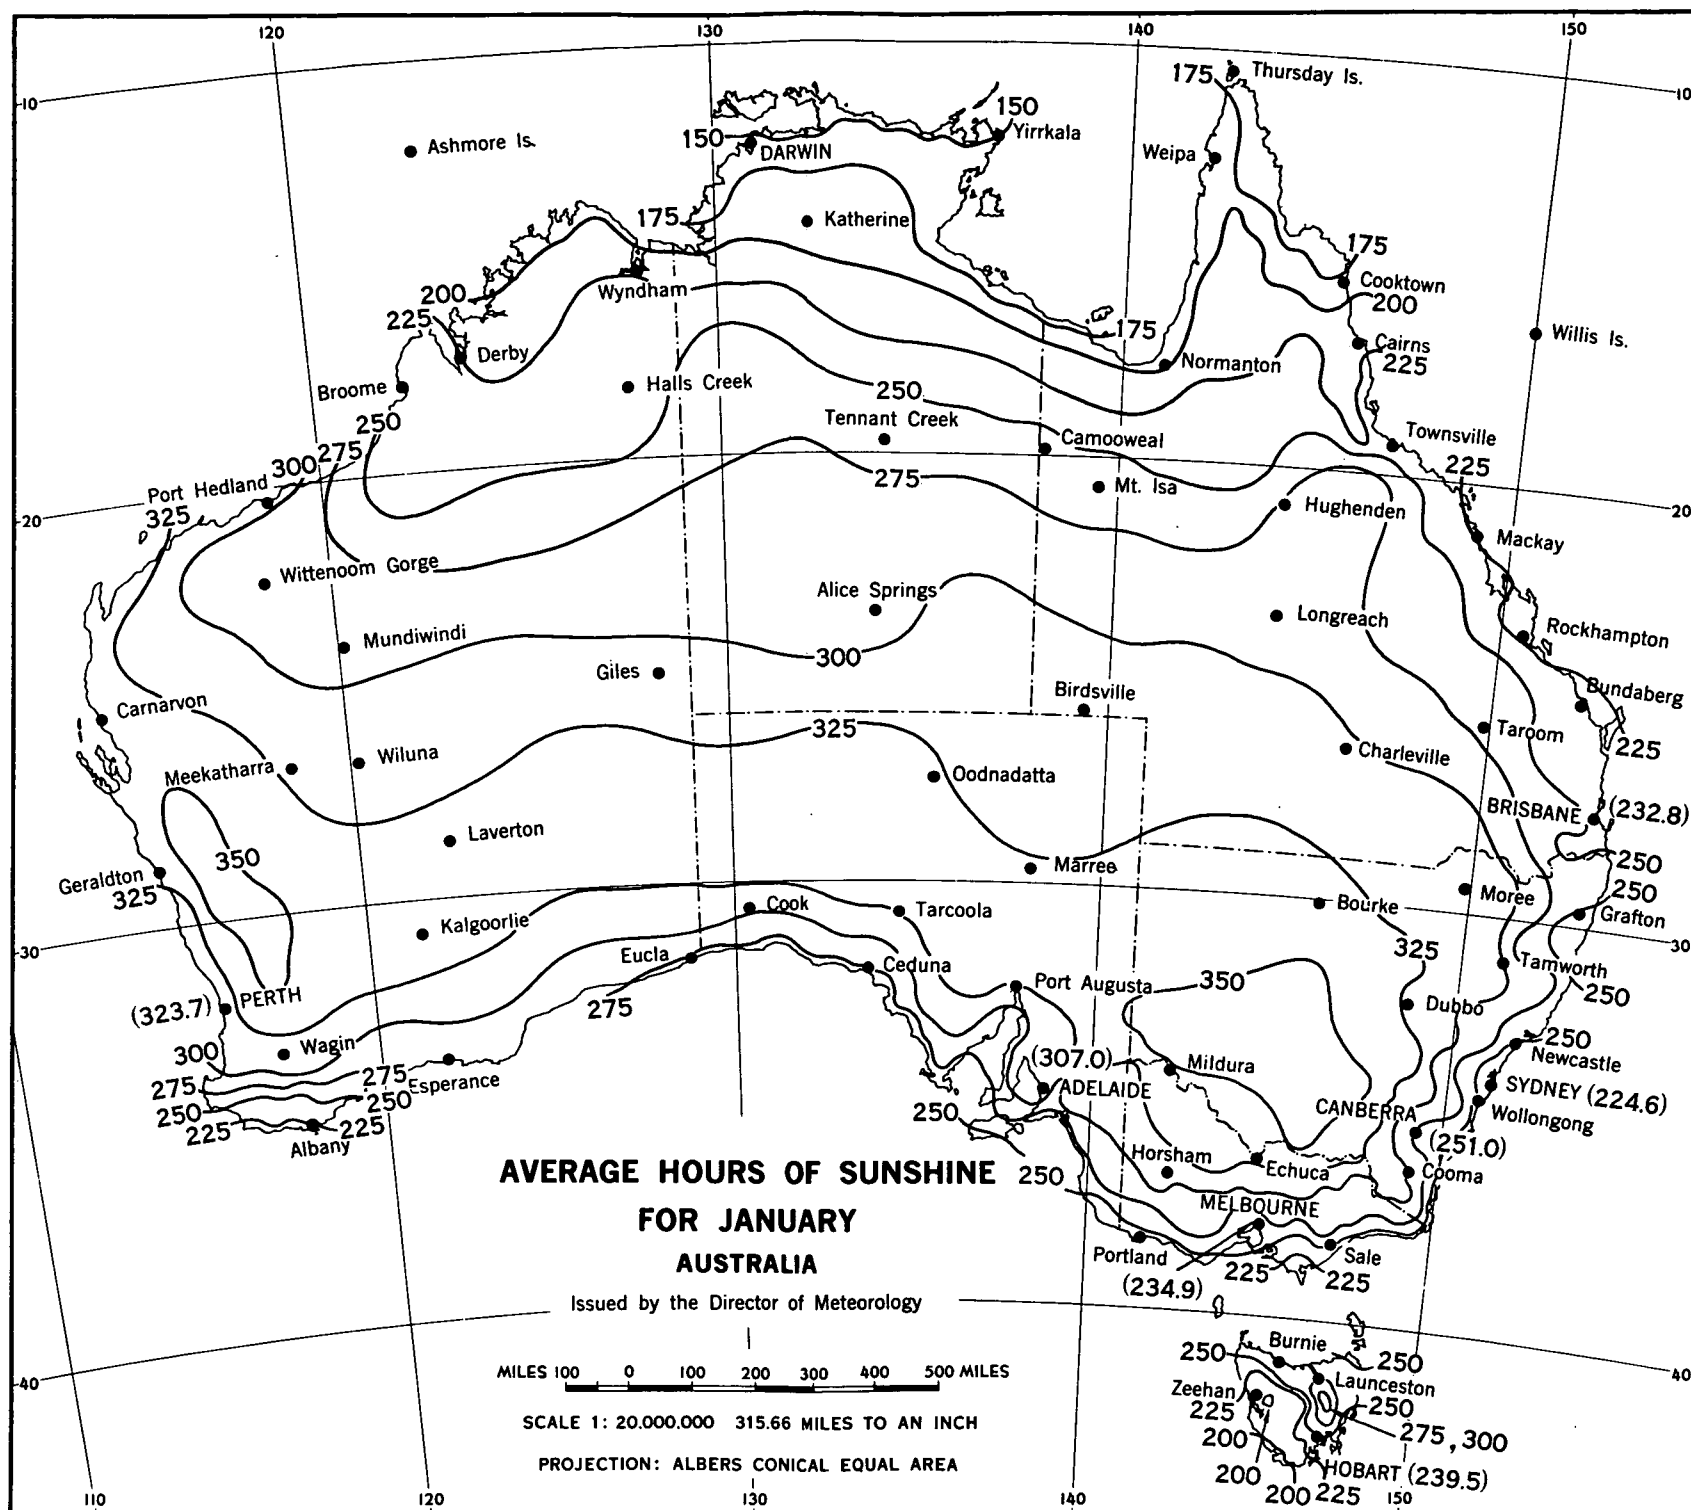 120
130
140
150
10
10
175
Thursday Is.
150
Yirrkala
Ashmore Is.
150
DARWIN
Weipa
175
Katherine
175
Cooktown
200
Wyndham
200
225
175
Willis Is.
Cairns
225
Derby
Normanton
Broome
Halls Creek
250
250
Tennant Creek
Camooweal
Townsville
225
300
275
275
Port Hedland
325
Mt. Isa
Hughenden
20
20
Mackay
Wittenoom Gorge
Alice Springs
Longreach
Mundiwindi
Rockhampton
Giles
300
Birdsville
Bundaberg
Carnarvon
325
Taroom
225
Wiluna
Charleville
Meekatharra
Oodnadatta
BRISBANE
(232.8)
Laverton
350
Marree
250
Geraldton
325
250
Moree
Grafton
Bourke
Cook
Tarcoola
Kalgoorlie
30
30
Eucla
Ceduna
325
Tamworth
Port Augusta
350
250
PERTH
(323.7)
275
Dubbo
250
Newcastle
Wagin
300
(307.0)
Mildura
275
275
Esperance
ADELAIDE
SYDNEY (224.6)
250
250
250
CANBERRA
Wollongong
225
225
Albany
(251.0)
Horsham
Echuca
Cooma
250
MELBOURNE
Portland
225
Sale
225
(234.9)
AVERAGE HOURS OF SUNSHINE
FOR JANUARY
AUSTRALIA
Issued by the Director of Meteorology
MILES 100 0 100 200 300 400 500 MILES
SCALE 1: 20.000.000 315.66 MILES TO AN INCH
PROJECTION: ALBERS CONICAL EQUAL AREA
Burnie
250
250
Launceston
Zeehan
225
250
275, 300
200
HOBART (239.5)
200
200
225
40
40
110
120
130
140
150